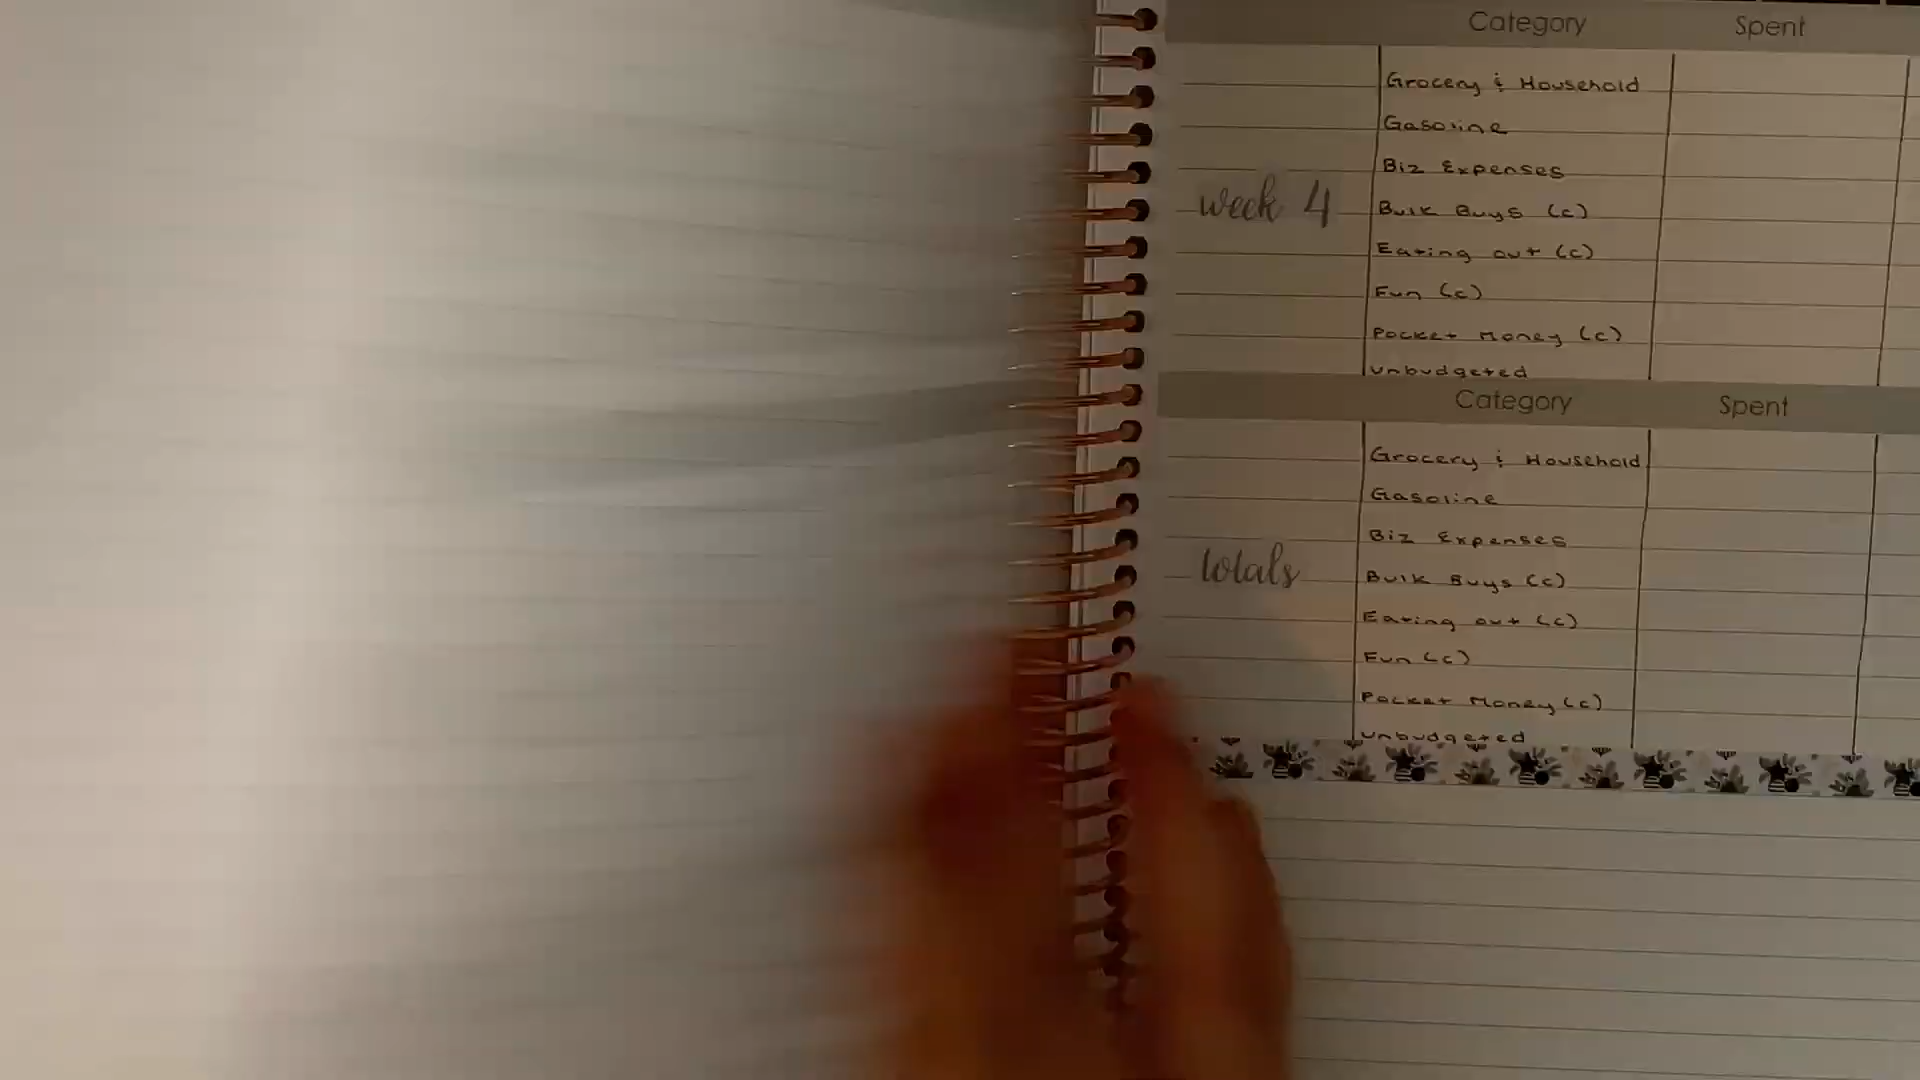 Category Spent
Grocery & Household
Gasoline
Biz Expenses
week 4
Bulk Buys (c)
Eating out (c)
Fun (c)
Pocket Money (c)
unbudgeted
Category Spent
Grocery & Household
Gasoline
Biz Expenses
totals
Bulk Buys (c)
Eating out (c)
Fun (c)
Pocket Money (c)
unbudgeted